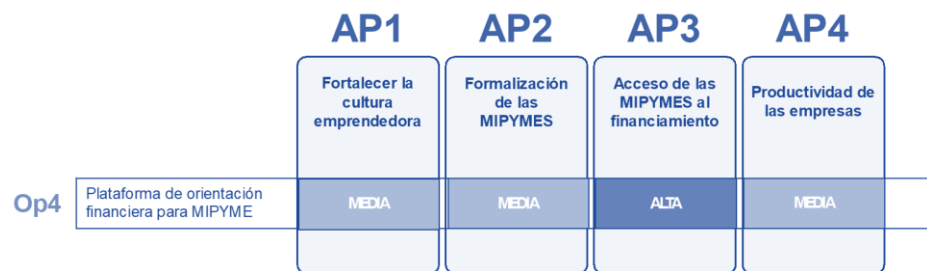 AP1 AP2 AP3 AP4
Fortalecer la
cultura
emprendedora
Formalización
de las
MIPYMES
Acceso de las
MIPYMES al
financiamiento
Productividad de
las empresas
Op4
Plataforma de orientación
financiera para MIPYME
MEDIA MEDIA ALTA MEDIA